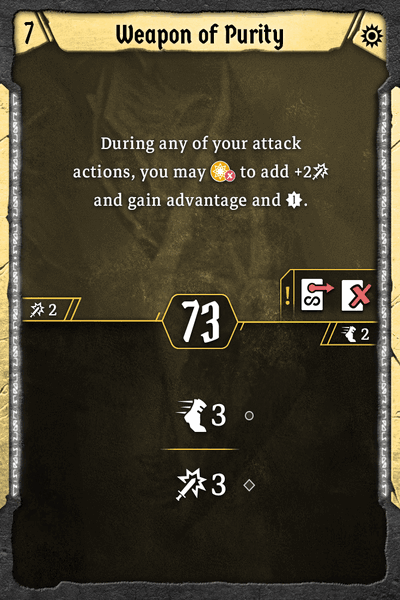 7
Weapon of Purity
During any of your attack
actions, you may to add +2
and gain advantage and .
2
73
2
3
3